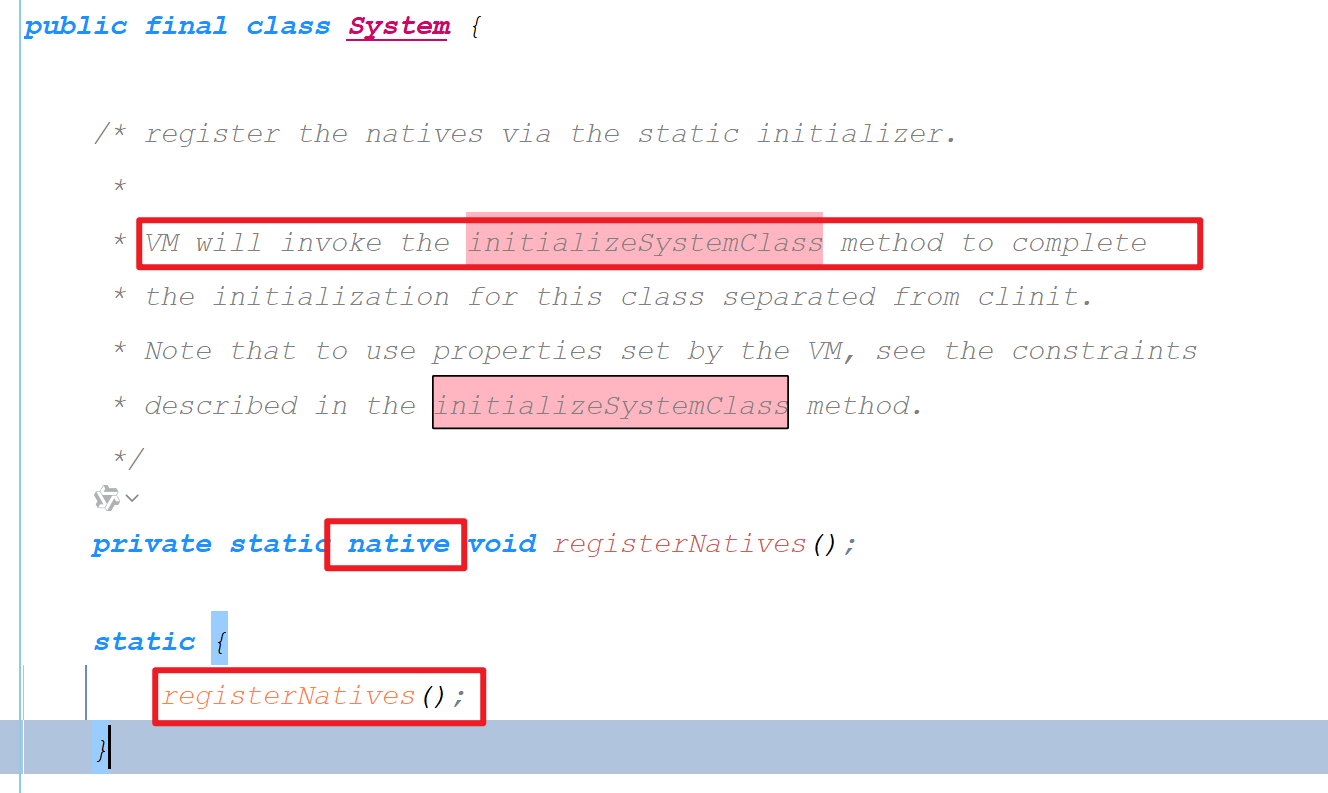 public final class System {
/* register the natives via the static initializer.
*
* VM will invoke the initializeSystemClass method to complete
* the initialization for this class separated from clinit.
* Note that to use properties set by the VM, see the constraints
* described in the initializeSystemClass method.
*/
private static native void registerNatives();
static {
registerNatives();
}